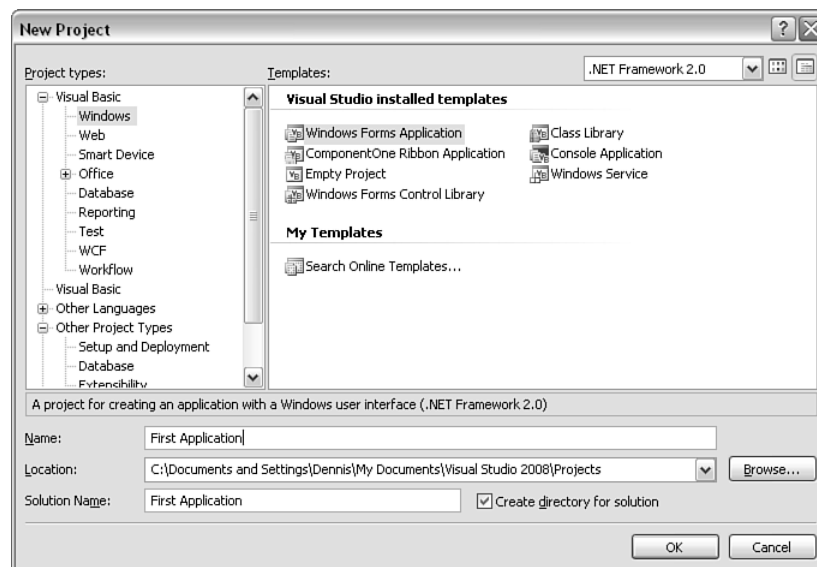 New Project
Project types:
Templates:
.NET Framework 2.0
Visual Basic
Windows
Web
Smart Device
Office
Database
Reporting
Test
WCF
Workflow
Visual Basic
Other Languages
Other Project Types
Setup and Deployment
Database
Extensibility
Visual Studio installed templates
Windows Forms Application
Class Library
ComponentOne Ribbon Application
Console Application
Empty Project
Windows Service
Windows Forms Control Library
My Templates
Search Online Templates...
A project for creating an application with a Windows user interface (.NET Framework 2.0)
Name:
First Application
Location:
C:\Documents and Settings\Dennis\My Documents\Visual Studio 2008\Projects
Browse...
Solution Name:
First Application
Create directory for solution
OK
Cancel